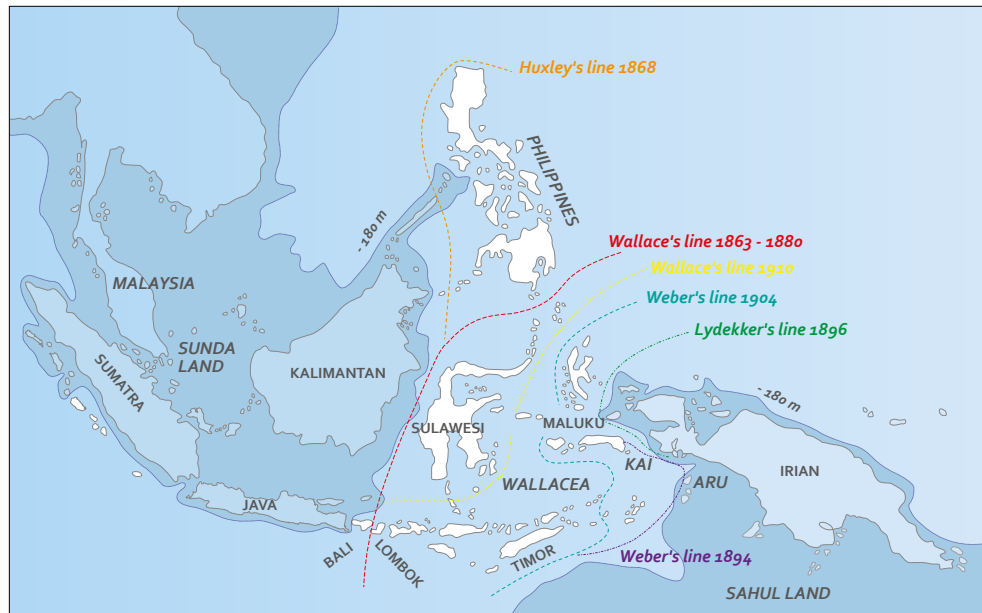 Huxley's line 1868
PHILIPPINES
- 180 m
Wallace's line 1863 - 1880
Wallace's line 1910
MALAYSIA
Weber's line 1904
Lydekker's line 1896
SUNDA
LAND
SUMATRA
KALIMANTAN
- 180 m
SULAWESI
MALUKU
KAI
IRIAN
WALLACEA
ARU
JAVA
BALI
LOMBOK
TIMOR
Weber's line 1894
SAHUL LAND